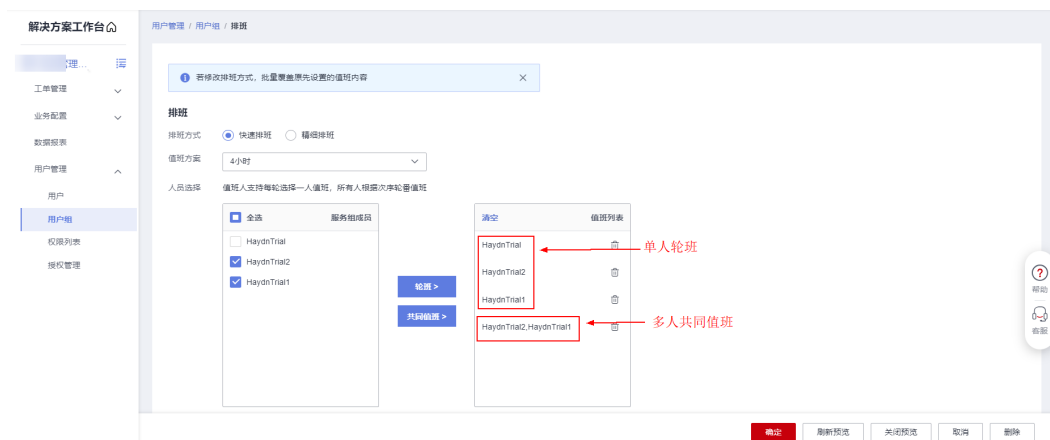 解决方案工作台
用户管理 / 用户组 / 排班
理...
工单管理
业务配置
数据报表
用户管理
用户
用户组
权限列表
授权管理
若修改排班方式，批量覆盖原先设置的值班内容
排班
排班方式 快速排班 精细排班
值班方案 4小时
人员选择 值班人支持每轮选择一人值班，所有人根据次序轮番值班
全选 服务组成员
HaydnTrial
HaydnTrial2
HaydnTrial1
轮班 >
共同值班 >
清空 值班列表
HaydnTrial
HaydnTrial2
HaydnTrial1
HaydnTrial2,HaydnTrial1
单人轮班
多人共同值班
帮助
客服
确定 刷新预览 关闭预览 取消 删除